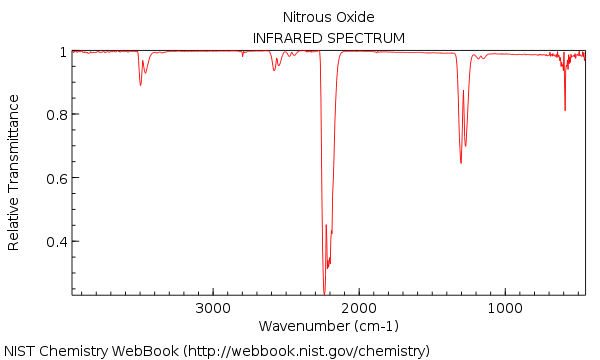 Nitrous Oxide
INFRARED SPECTRUM
1
0.8
0.6
0.4
Relative Transmittance
3000 2000 1000
Wavenumber (cm-1)
NIST Chemistry WebBook (http://webbook.nist.gov/chemistry)